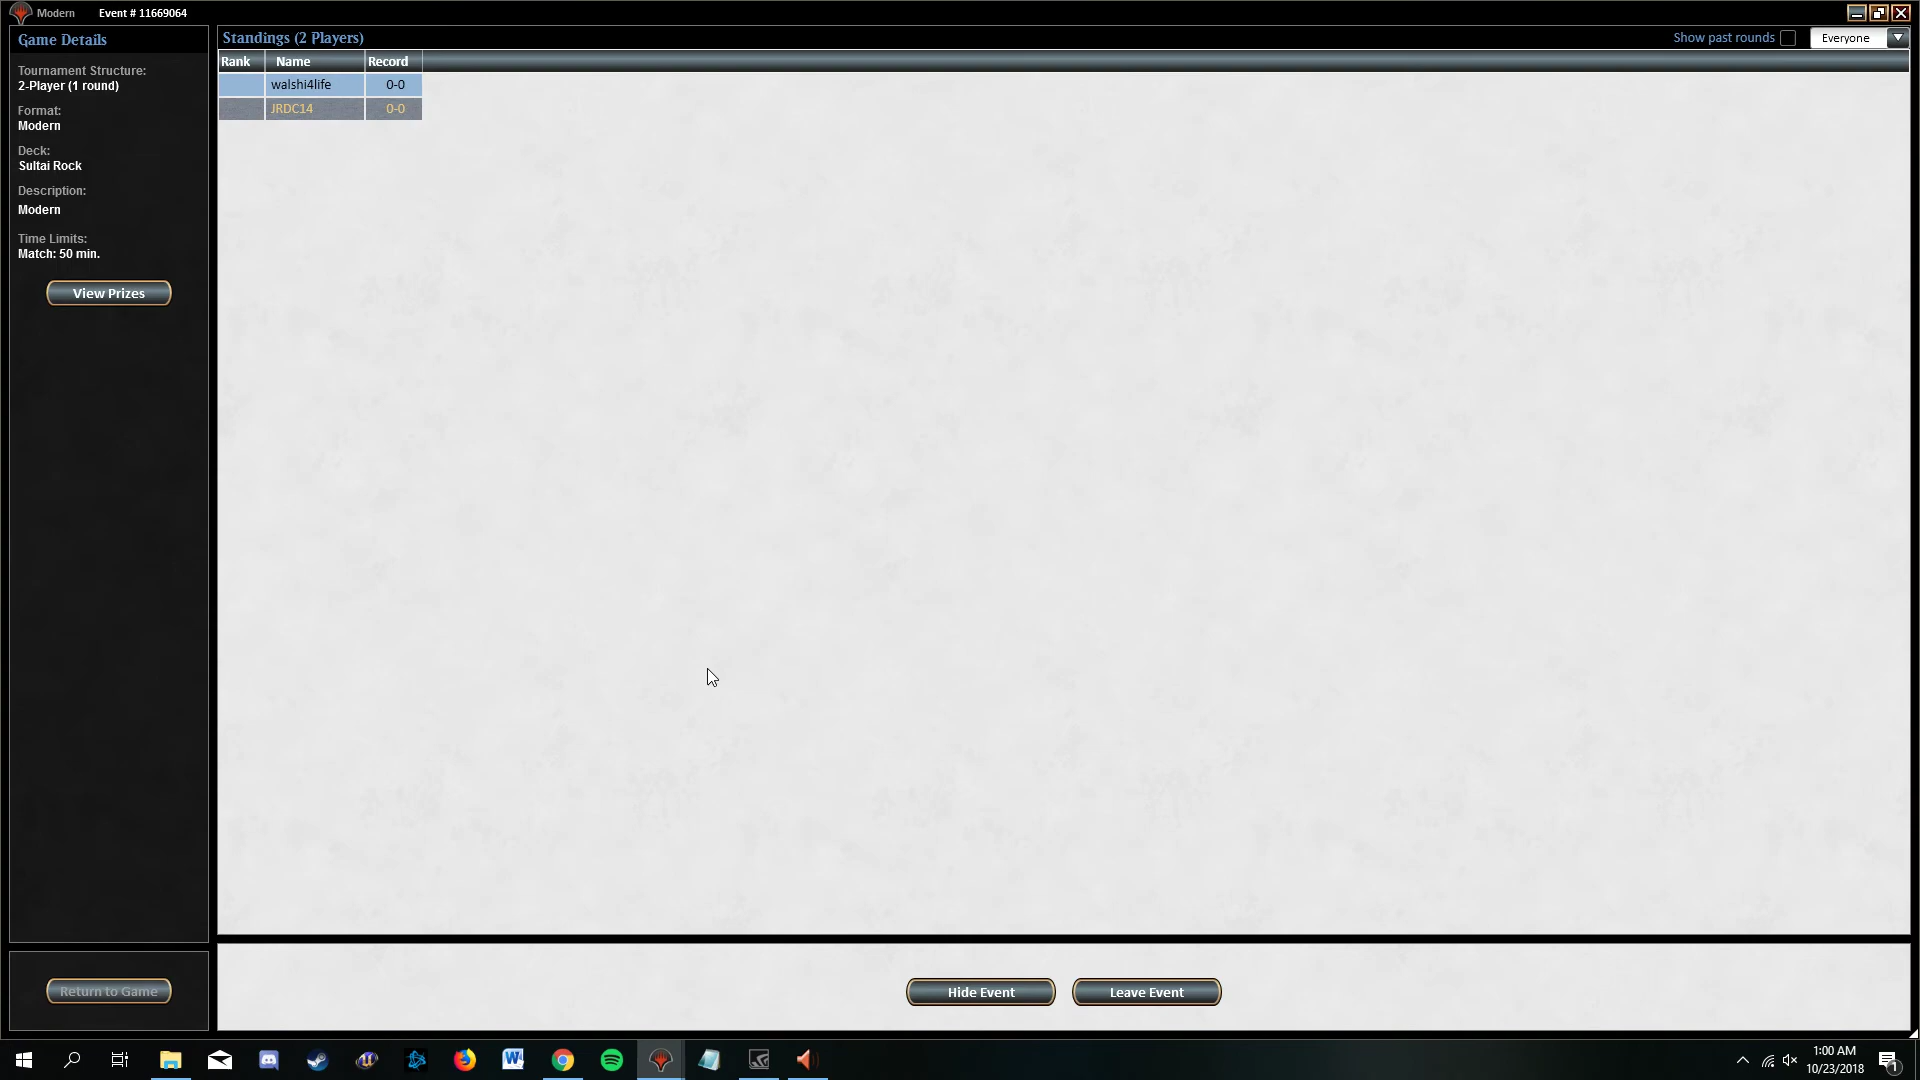 Modern Event # 11669064
Game Details
Tournament Structure:
2-Player (1 round)
Format:
Modern
Deck:
Sultai Rock
Description:
Modern
Time Limits:
Match: 50 min.
View Prizes
Return to Game
Standings (2 Players)
Show past rounds
Everyone
Rank Name Record
walshi4life 0-0
JRDC14 0-0
Hide Event Leave Event
1:00 AM
10/23/2018
1